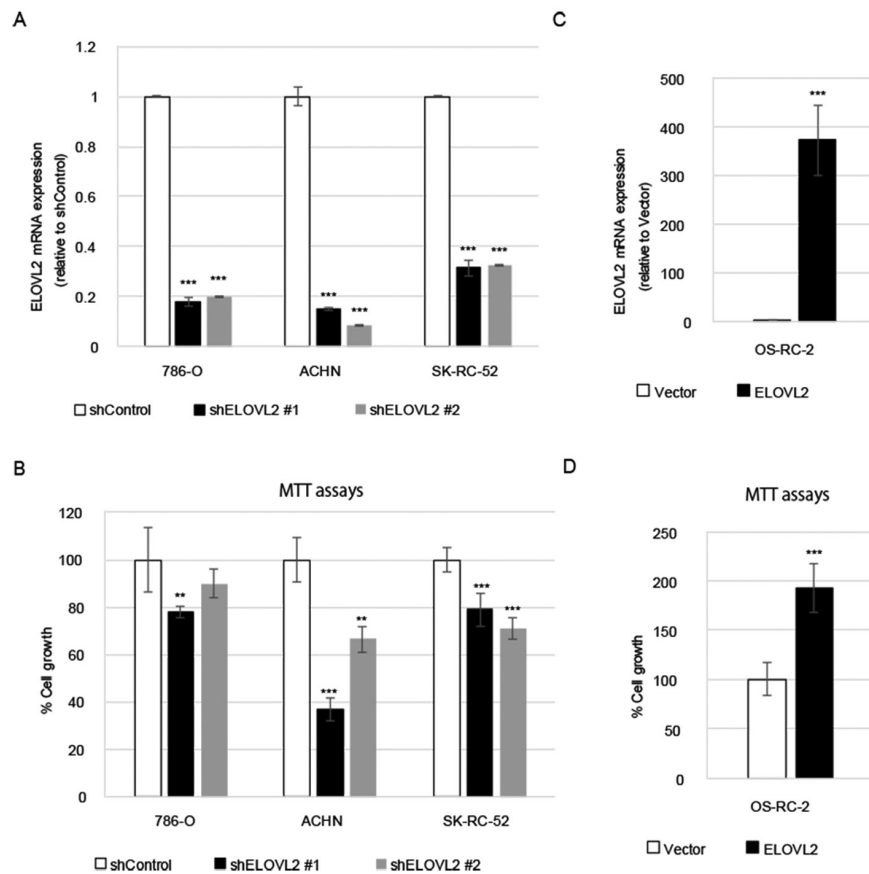 A
ELOVL2 mRNA expression
(relative to shControl)
1.2
1
0.8
0.6
0.4
0.2
0
*** ***
*** ***
*** ***
786-O ACHN SK-RC-52
shControl shELOVL2 #1 shELOVL2 #2
C
ELOVL2 mRNA expression
(relative to Vector)
500
400
300
200
100
0
***
OS-RC-2
Vector ELOVL2
B
MTT assays
% Cell growth
120
100
80
60
40
20
0
**
*** **
*** ***
786-O ACHN SK-RC-52
shControl shELOVL2 #1 shELOVL2 #2
D
MTT assays
% Cell growth
250
200
150
100
50
0
***
OS-RC-2
Vector ELOVL2